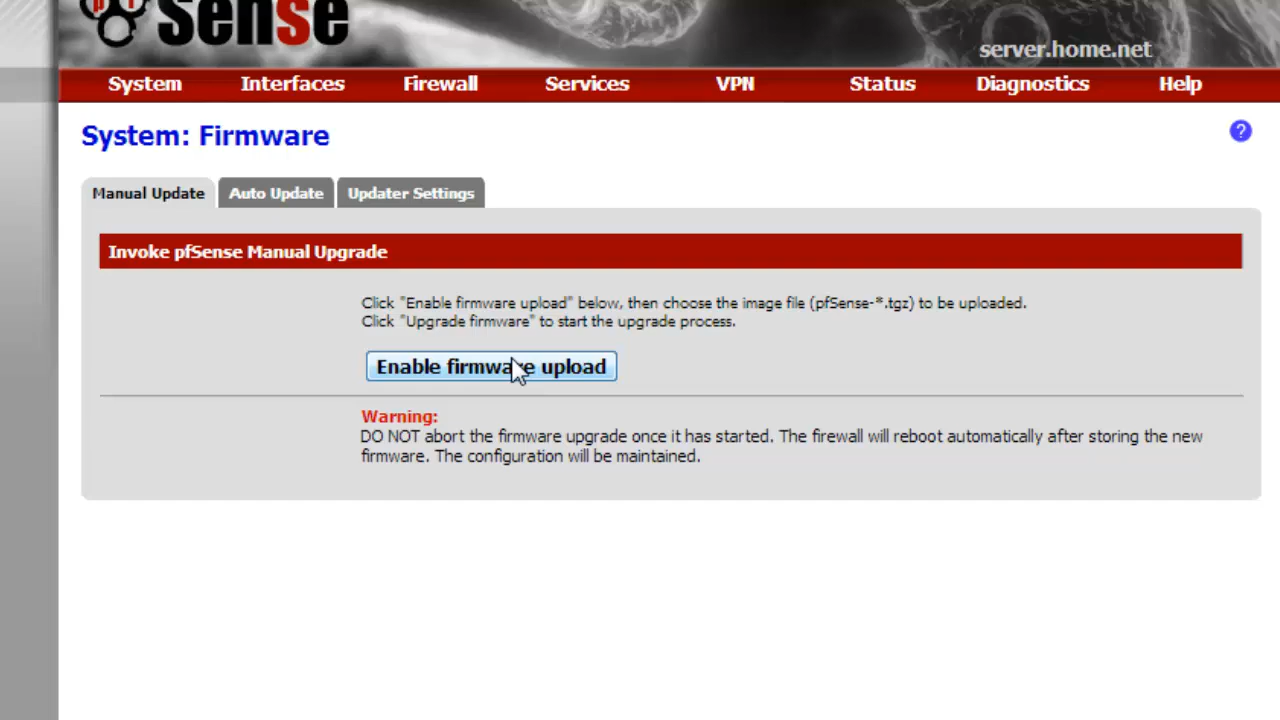 pfSense
server.home.net
System Interfaces Firewall Services VPN Status Diagnostics Help
System: Firmware
?
Manual Update Auto Update Updater Settings
Invoke pfSense Manual Upgrade
Click "Enable firmware upload" below, then choose the image file (pfSense-*.tgz) to be uploaded.
Click "Upgrade firmware" to start the upgrade process.
Enable firmware upload
Warning:
DO NOT abort the firmware upgrade once it has started. The firewall will reboot automatically after storing the new
firmware. The configuration will be maintained.